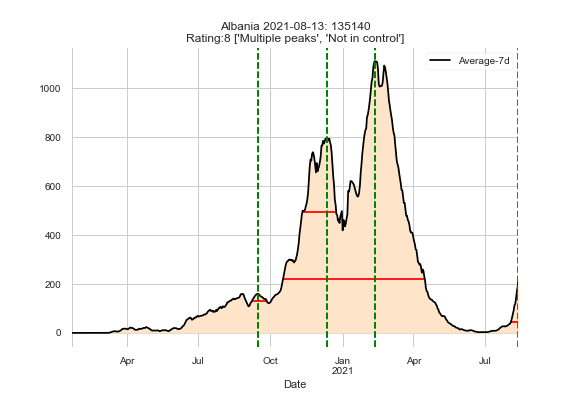 Albania 2021-08-13: 135140
Rating:8 ['Multiple peaks', 'Not in control']
Average-7d
1000
800
600
400
200
0
Apr Jul Oct Jan Apr Jul
2021
Date